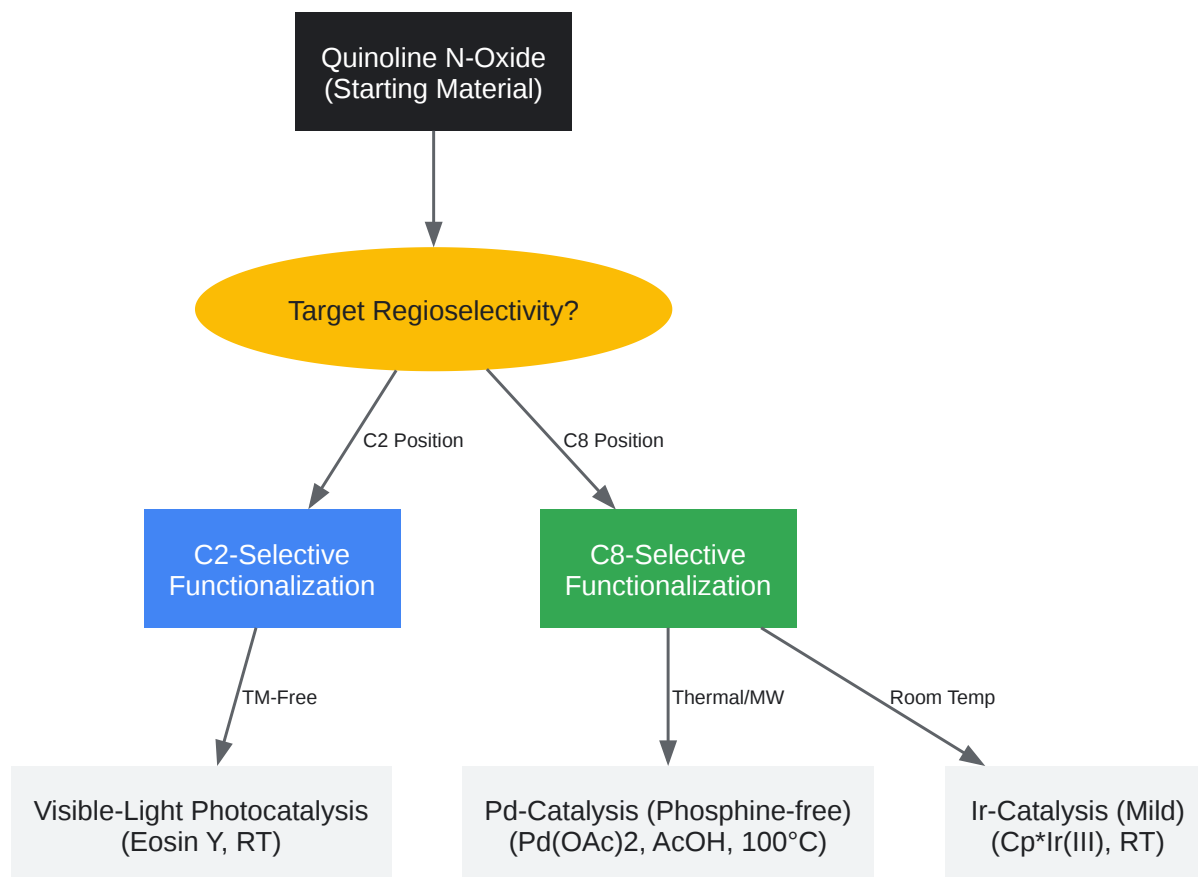 Quinoline N-Oxide
(Starting Material)
Target Regioselectivity?
C2 Position
C8 Position
C2-Selective
Functionalization
C8-Selective
Functionalization
TM-Free
Thermal/MW
Room Temp
Visible-Light Photocatalysis
(Eosin Y, RT)
Pd-Catalysis (Phosphine-free)
(Pd(OAc)2, AcOH, 100°C)
Ir-Catalysis (Mild)
(Cp*Ir(III), RT)